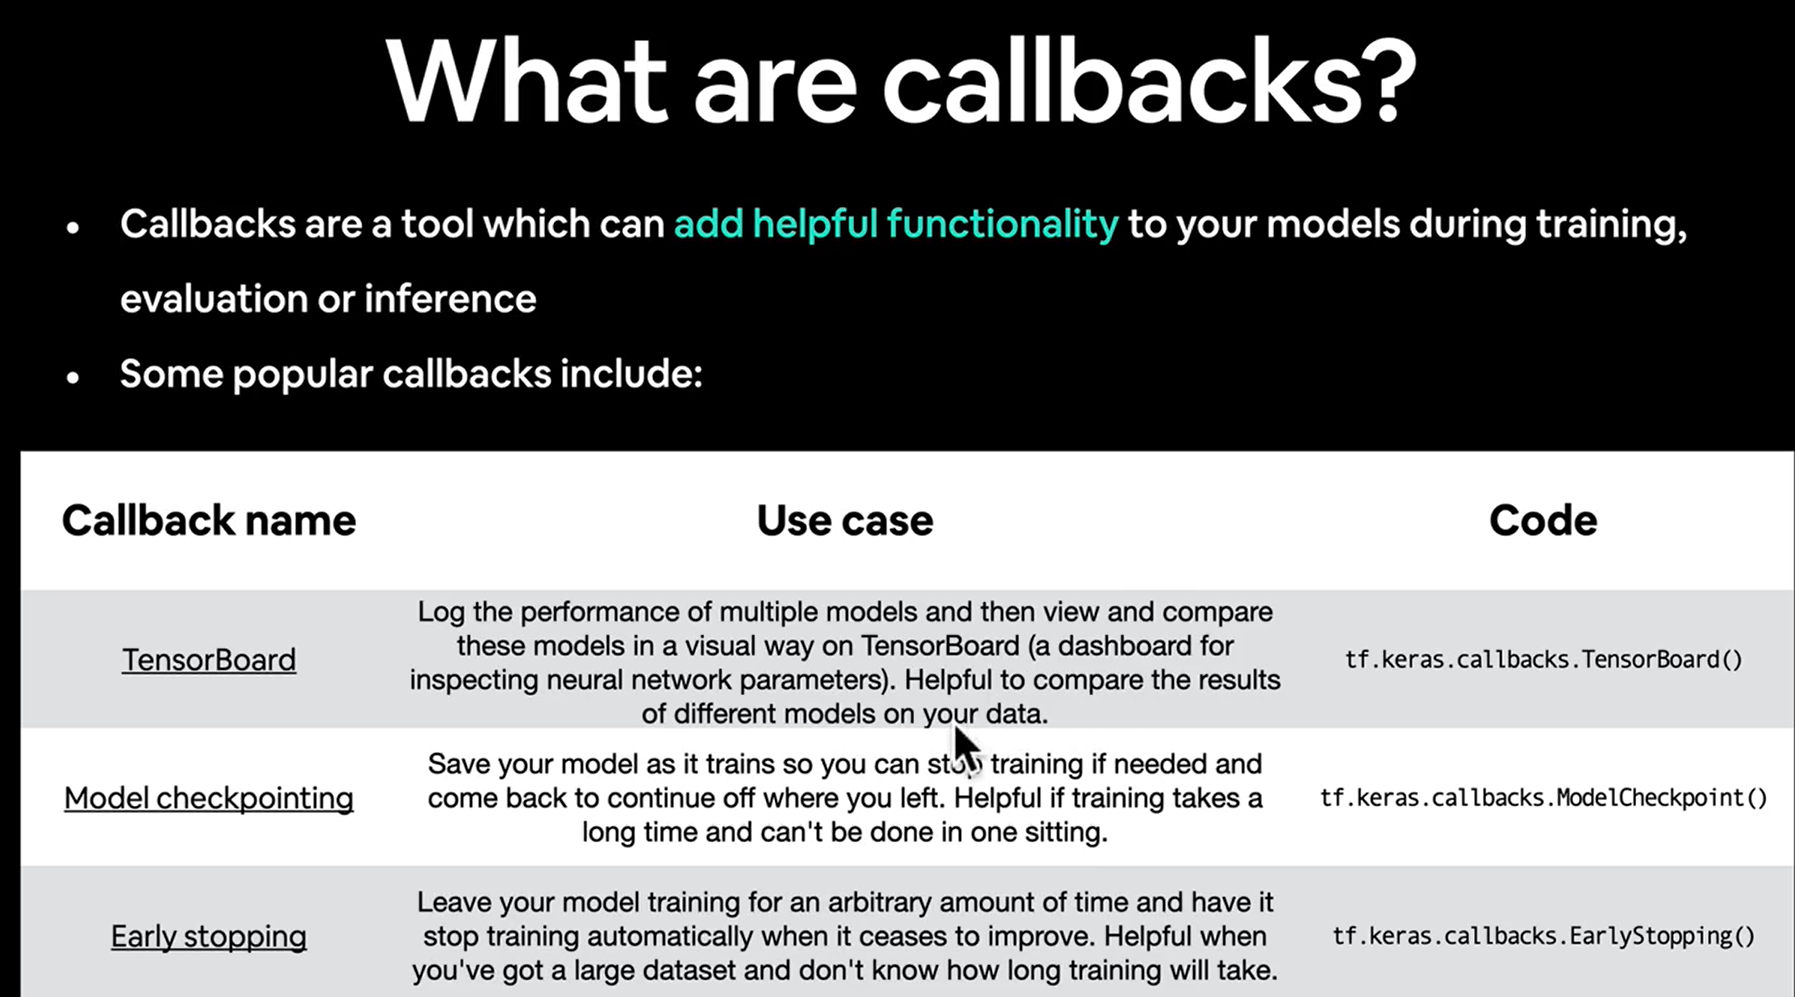 What are callbacks?
• Callbacks are a tool which can add helpful functionality to your models during training,
evaluation or inference
• Some popular callbacks include:
Callback name Use case Code
TensorBoard
Log the performance of multiple models and then view and compare
these models in a visual way on TensorBoard (a dashboard for
inspecting neural network parameters). Helpful to compare the results
of different models on your data.
tf.keras.callbacks.TensorBoard()
Model checkpointing
Save your model as it trains so you can stop training if needed and
come back to continue off where you left. Helpful if training takes a
long time and can't be done in one sitting.
tf.keras.callbacks.ModelCheckpoint()
Early stopping
Leave your model training for an arbitrary amount of time and have it
stop training automatically when it ceases to improve. Helpful when
you've got a large dataset and don't know how long training will take.
tf.keras.callbacks.EarlyStopping()